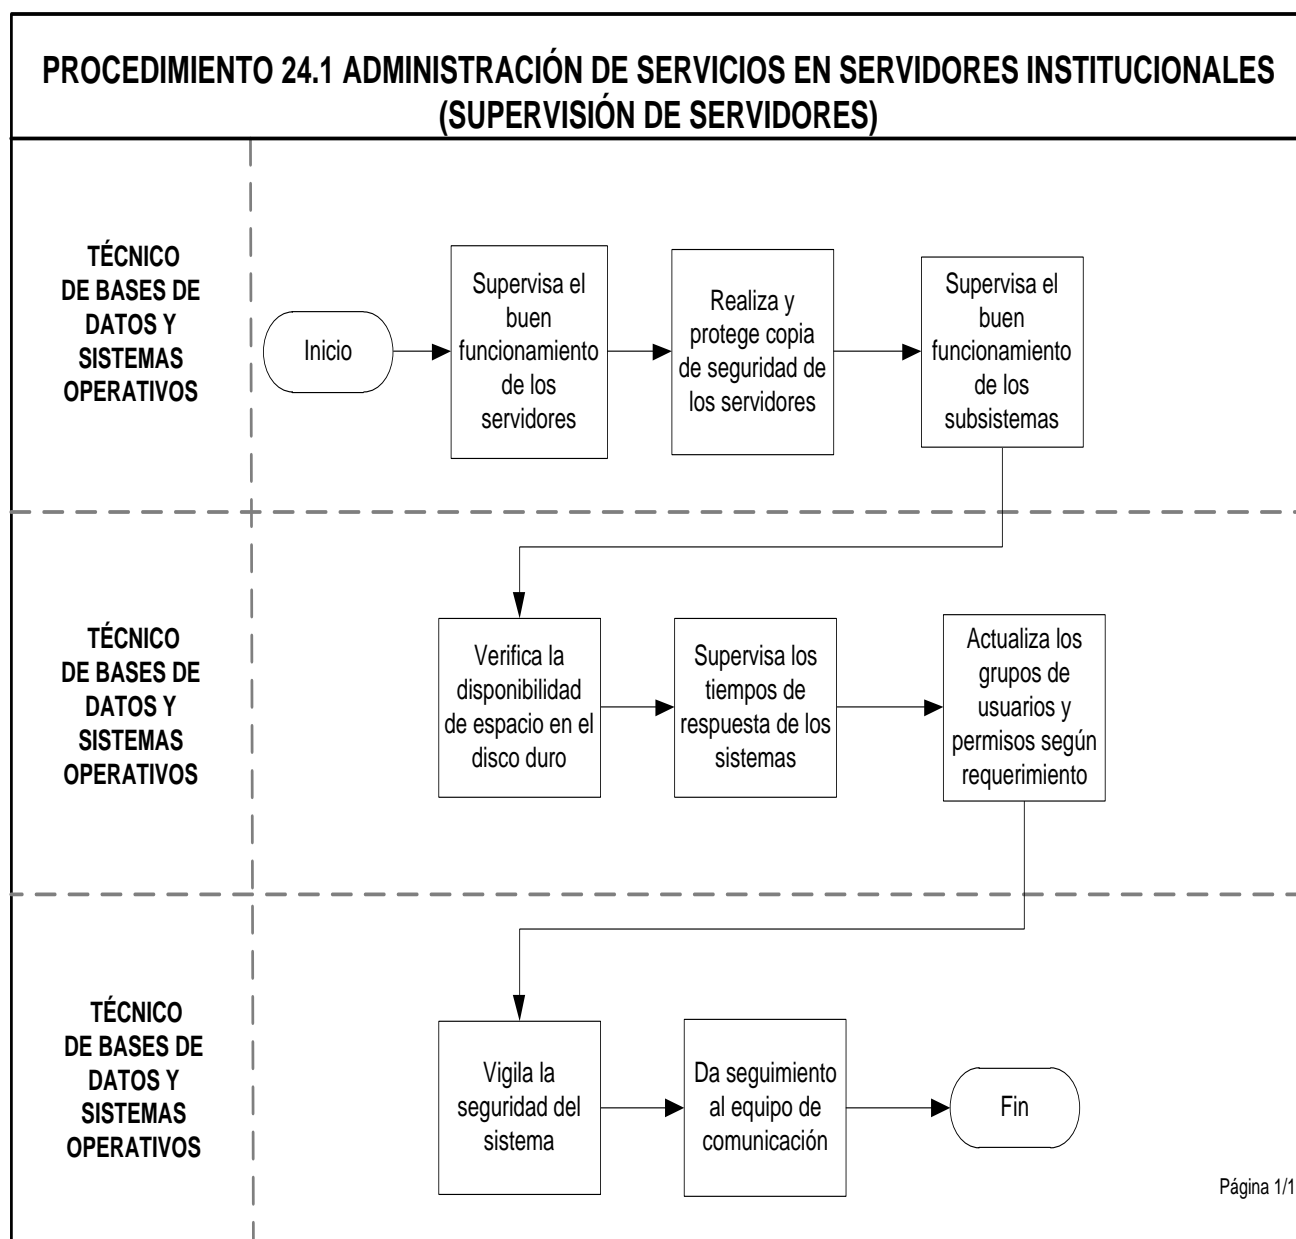 PROCEDIMIENTO 24.1 ADMINISTRACIÓN DE SERVICIOS EN SERVIDORES INSTITUCIONALES
(SUPERVISIÓN DE SERVIDORES)
TÉCNICO
DE BASES DE
DATOS Y
SISTEMAS
OPERATIVOS
Inicio
Supervisa el
buen
funcionamiento
de los
servidores
Realiza y
protege copia
de seguridad de
los servidores
Supervisa el
buen
funcionamiento
de los
subsistemas
TÉCNICO
DE BASES DE
DATOS Y
SISTEMAS
OPERATIVOS
Verifica la
disponibilidad
de espacio en el
disco duro
Supervisa los
tiempos de
respuesta de los
sistemas
Actualiza los
grupos de
usuarios y
permisos según
requerimiento
TÉCNICO
DE BASES DE
DATOS Y
SISTEMAS
OPERATIVOS
Vigila la
seguridad del
sistema
Da seguimiento
al equipo de
comunicación
Fin
Página 1/1